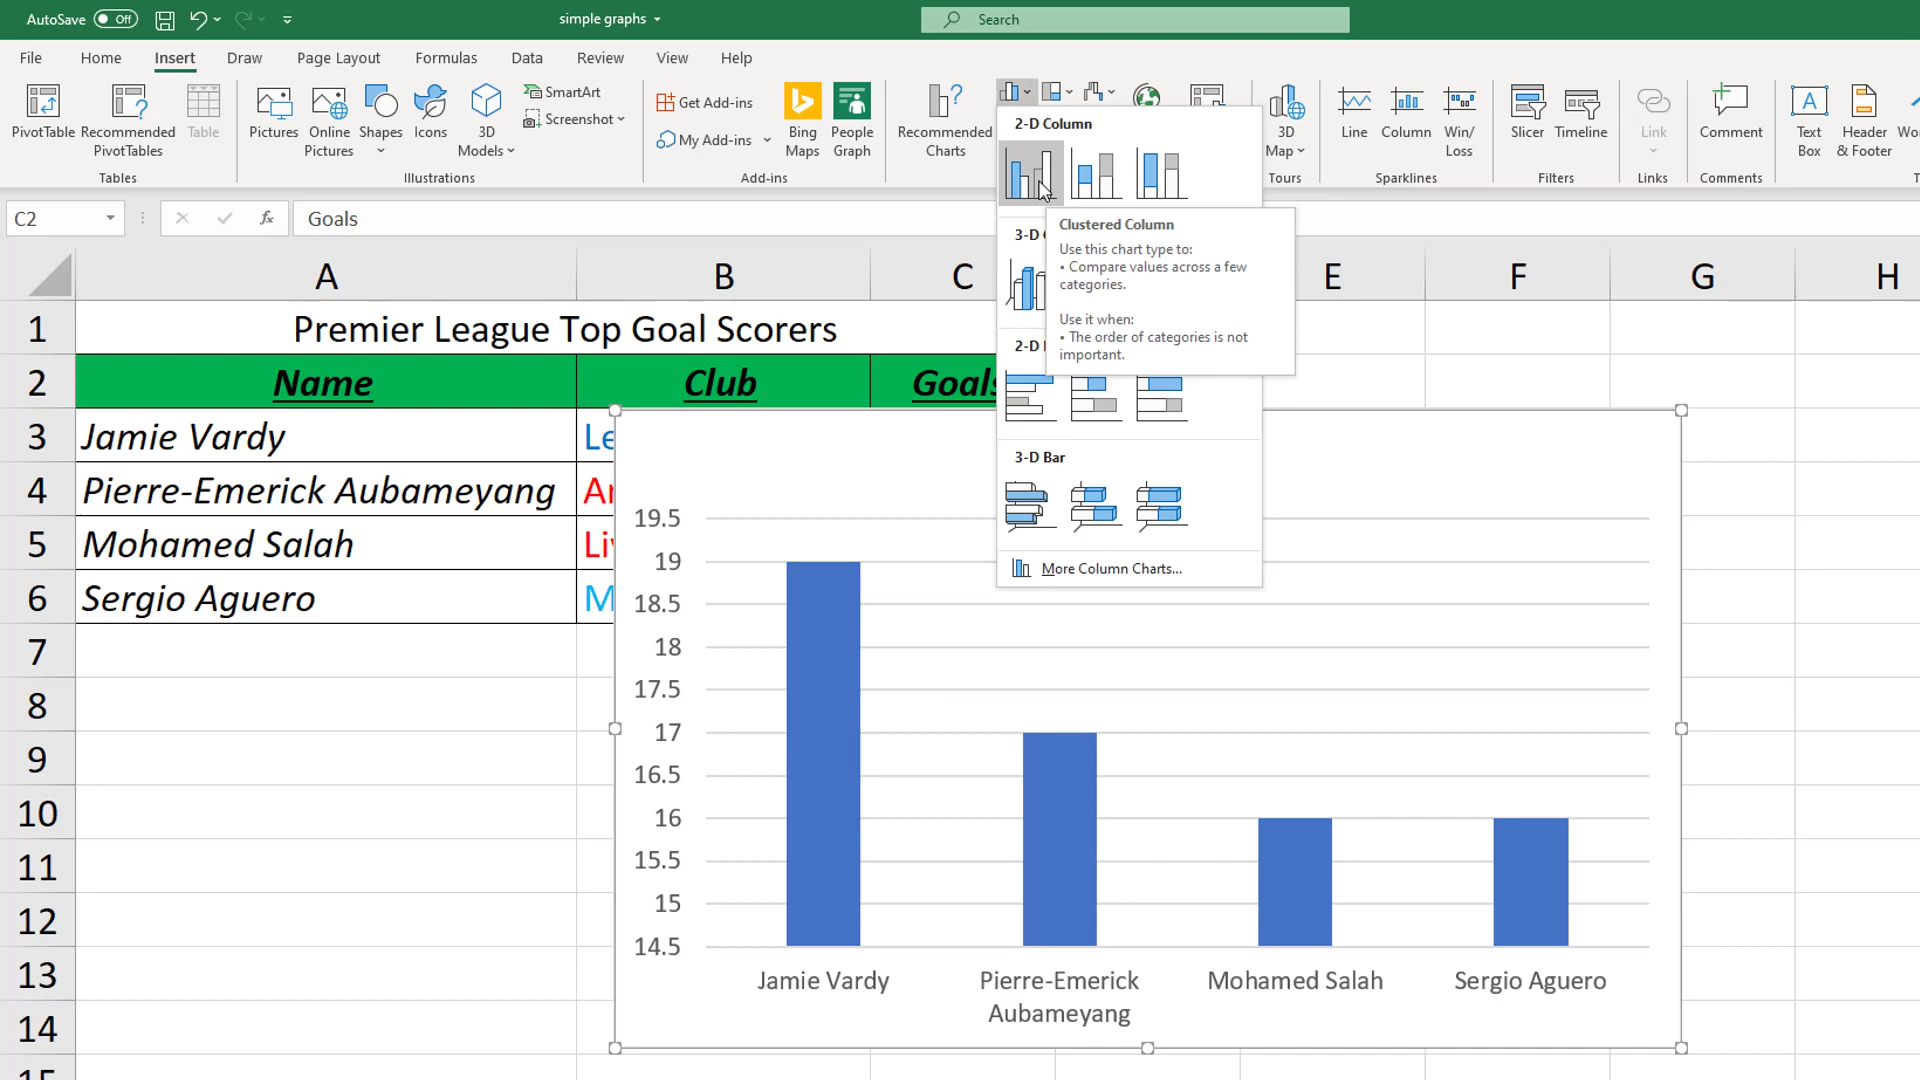 AutoSave Off
simple graphs
Search
File Home Insert Draw Page Layout Formulas Data Review View Help
PivotTable
Recommended
PivotTables
Table
Tables
Pictures
Online
Pictures
Shapes
Icons
3D
Models
SmartArt
Screenshot
Illustrations
Get Add-ins
My Add-ins
Bing
Maps
People
Graph
Add-ins
Recommended
Charts
3D
Map
Tours
Line
Column
Win/
Loss
Sparklines
Slicer
Timeline
Filters
Link
Links
Comment
Comments
Text
Box
Header
& Footer
C2
fx
Goals
2-D Column
Clustered Column
Use this chart type to:
• Compare values across a few
categories.
Use it when:
• The order of categories is not
important.
3-D
2-D
3-D Bar
More Column Charts...
A B C E F G H
1 Premier League Top Goal Scorers
2 Name Club Goals
3 Jamie Vardy Le
4 Pierre-Emerick Aubameyang
5 Mohamed Salah
6 Sergio Aguero M
7
8
9
10
11
12
13
14
19.5
19
18.5
18
17.5
17
16.5
16
15.5
15
14.5
Jamie Vardy
Pierre-Emerick
Aubameyang
Mohamed Salah
Sergio Aguero